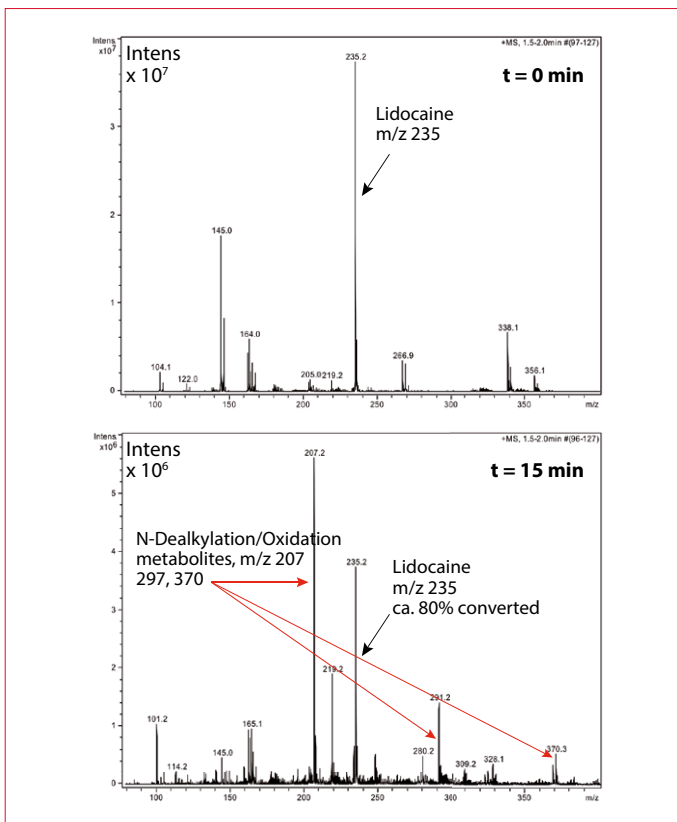 +MS, 1.5-2.0min #(97-127)
Intens.
x10⁷
Intens
x 10⁷
t = 0 min
235.2
Lidocaine
m/z 235
3
2
145.0
1
164.0
338.1
266.9
104.1
122.0
205.0
219.2
356.1
0
100
150
200
250
300
350
m/z
+MS, 1.5-2.0min #(96-127)
Intens.
x10⁶
Intens
x 10⁶
t = 15 min
207.2
5
N-Dealkylation/Oxidation
metabolites, m/z 207
297, 370
235.2
Lidocaine
m/z 235
ca. 80% converted
4
3
2
219.2
291.2
1
101.2
165.1
145.0
114.2
280.2
309.2
328.1
370.3
0
100
150
200
250
300
350
m/z